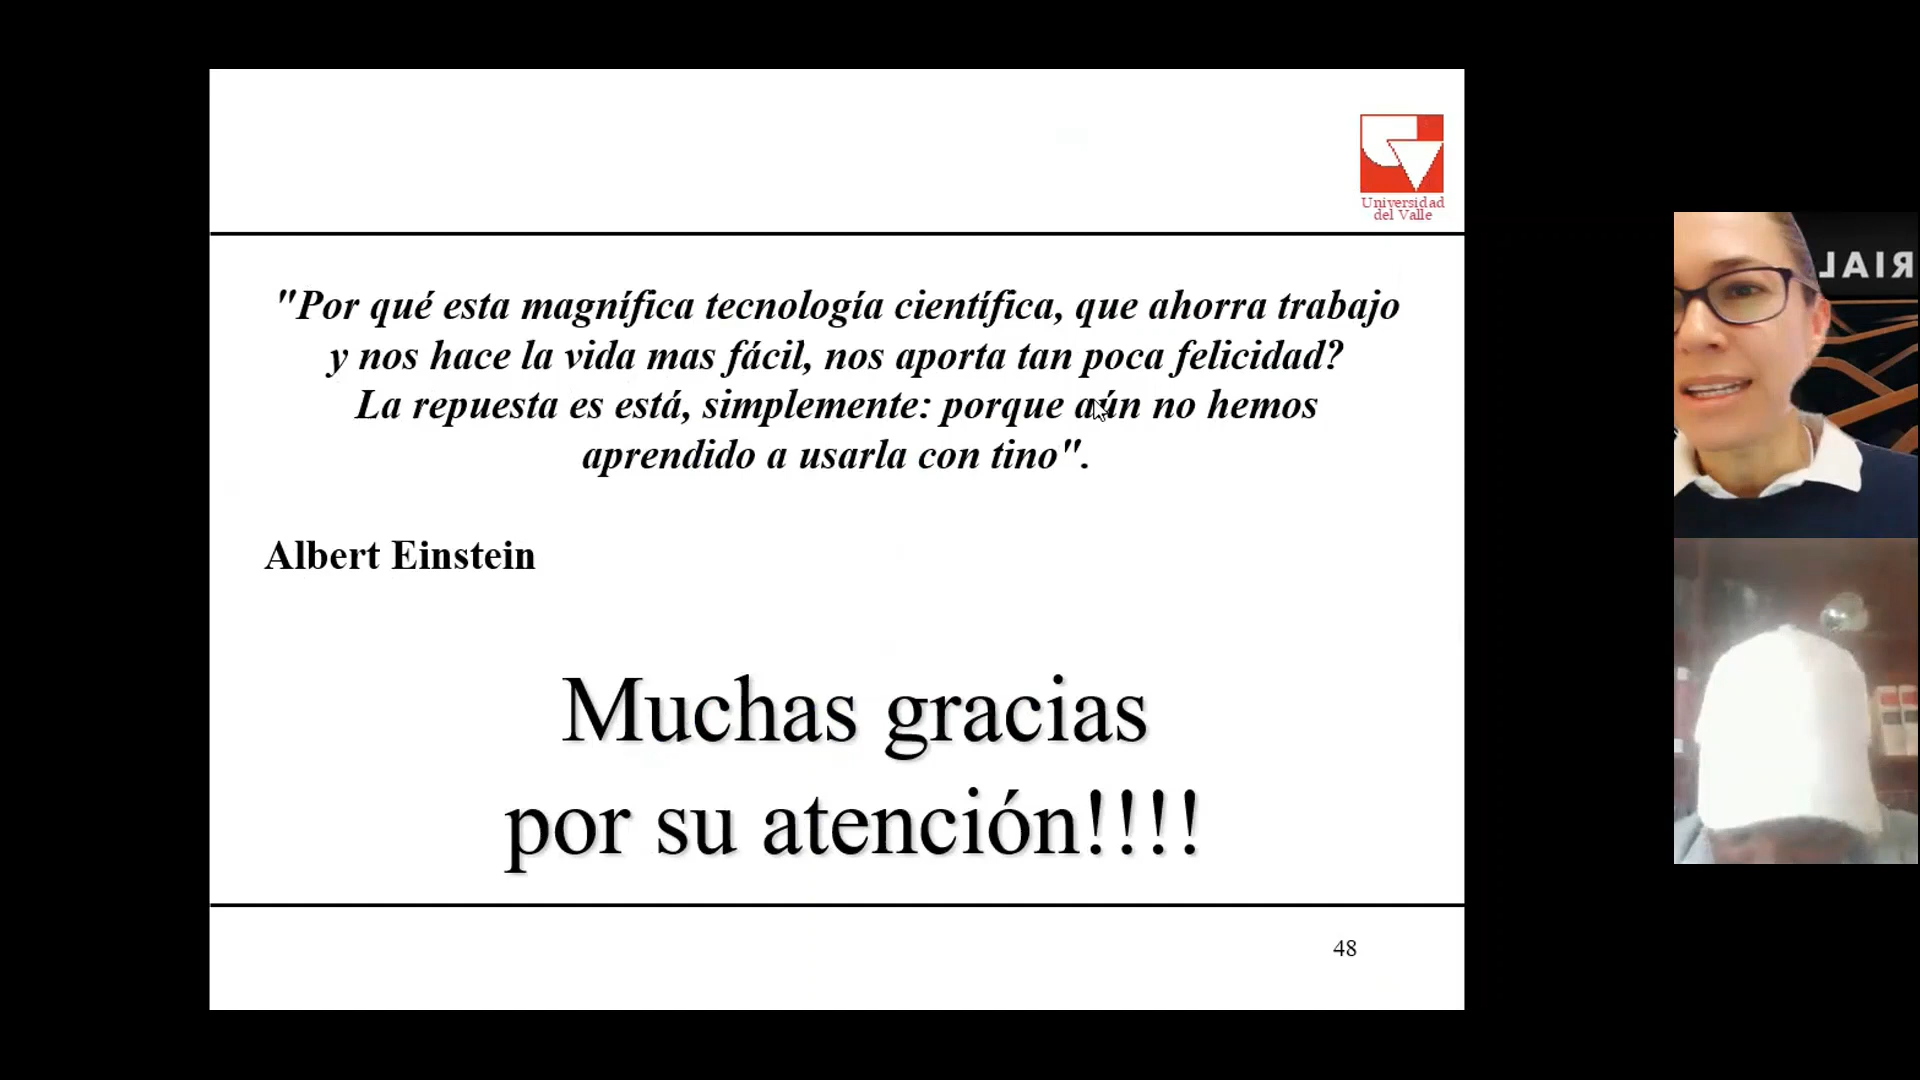 Universidad
del Valle
"Por qué esta magnífica tecnología científica, que ahorra trabajo
y nos hace la vida mas fácil, nos aporta tan poca felicidad?
La repuesta es está, simplemente: porque aún no hemos
aprendido a usarla con tino".
Albert Einstein
Muchas gracias
por su atención!!!!
48
RIAL